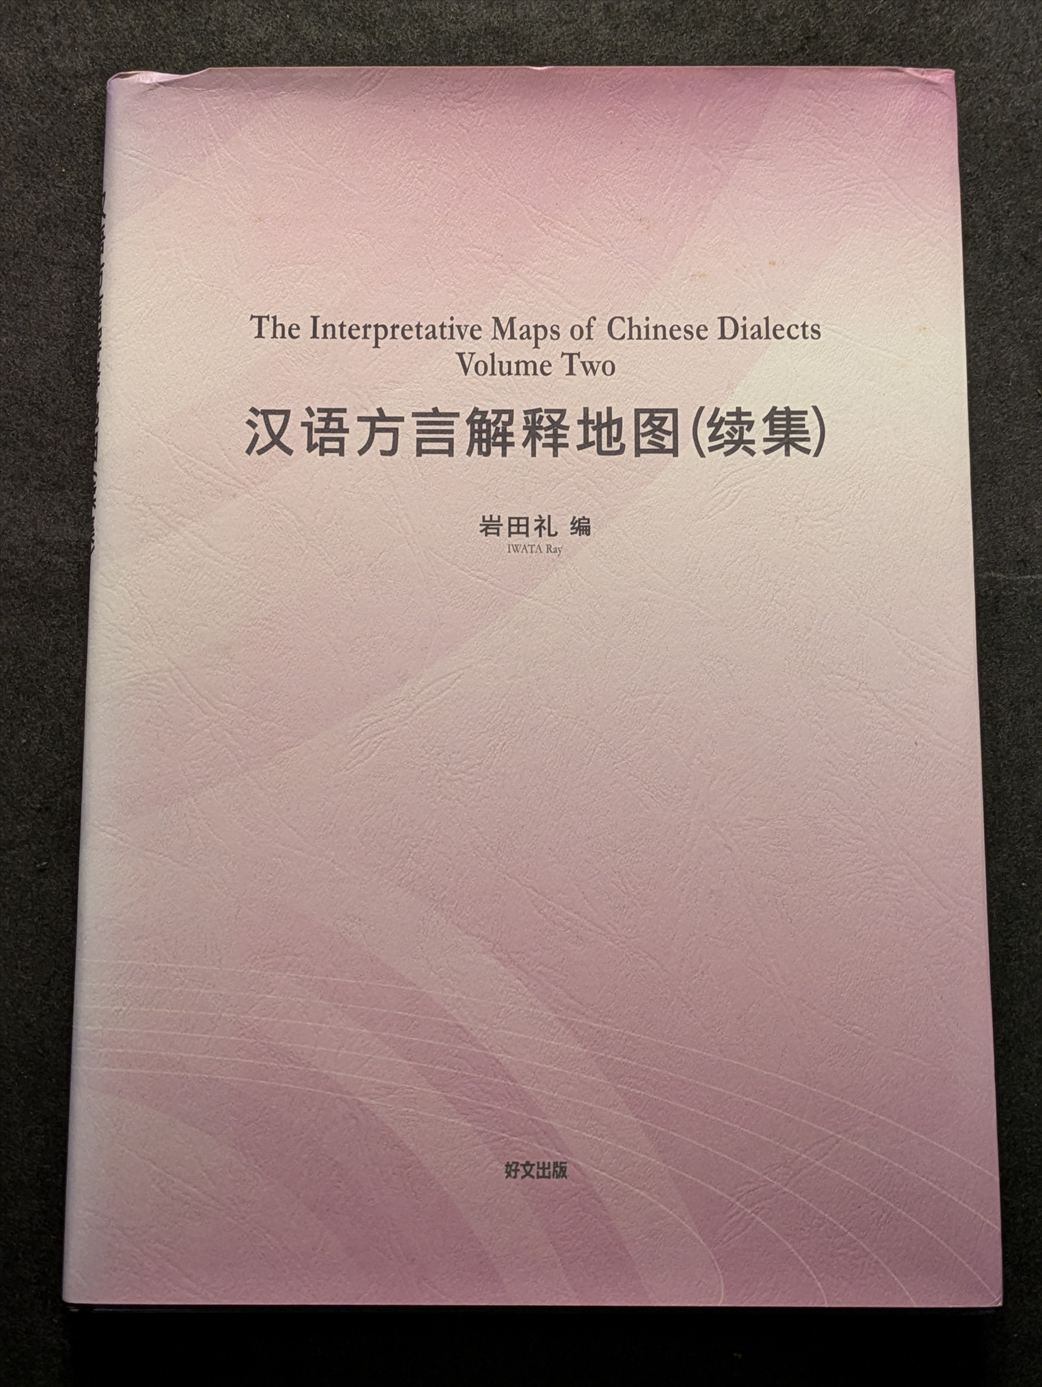 The Interpretative Maps of Chinese Dialects
Volume Two
汉语方言解释地图(续集)
岩田礼 编
IWATA Ray
好文出版